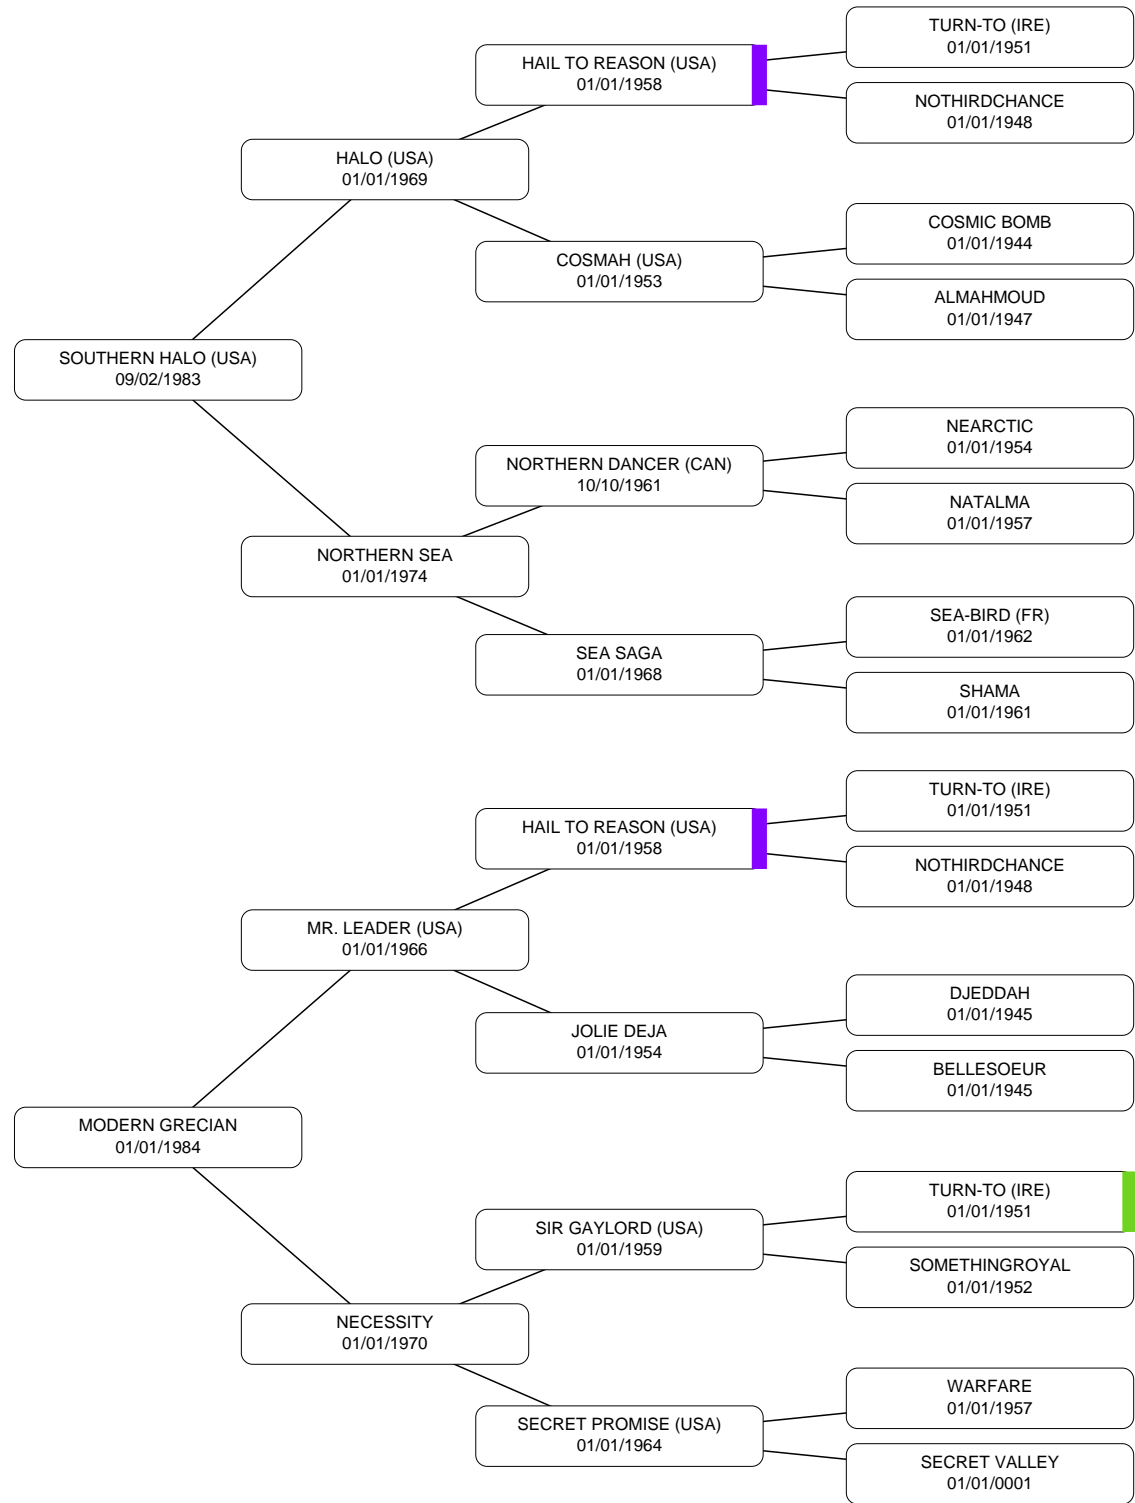 TURN-TO (IRE)
01/01/1951
HAIL TO REASON (USA)
01/01/1958
NOTHIRDCHANCE
01/01/1948
HALO (USA)
01/01/1969
COSMIC BOMB
01/01/1944
COSMAH (USA)
01/01/1953
ALMAHMOUD
01/01/1947
SOUTHERN HALO (USA)
09/02/1983
NEARCTIC
01/01/1954
NORTHERN DANCER (CAN)
10/10/1961
NATALMA
01/01/1957
NORTHERN SEA
01/01/1974
SEA-BIRD (FR)
01/01/1962
SEA SAGA
01/01/1968
SHAMA
01/01/1961
TURN-TO (IRE)
01/01/1951
HAIL TO REASON (USA)
01/01/1958
NOTHIRDCHANCE
01/01/1948
MR. LEADER (USA)
01/01/1966
DJEDDAH
01/01/1945
JOLIE DEJA
01/01/1954
BELLESOEUR
01/01/1945
MODERN GRECIAN
01/01/1984
TURN-TO (IRE)
01/01/1951
SIR GAYLORD (USA)
01/01/1959
SOMETHINGROYAL
01/01/1952
NECESSITY
01/01/1970
WARFARE
01/01/1957
SECRET PROMISE (USA)
01/01/1964
SECRET VALLEY
01/01/0001